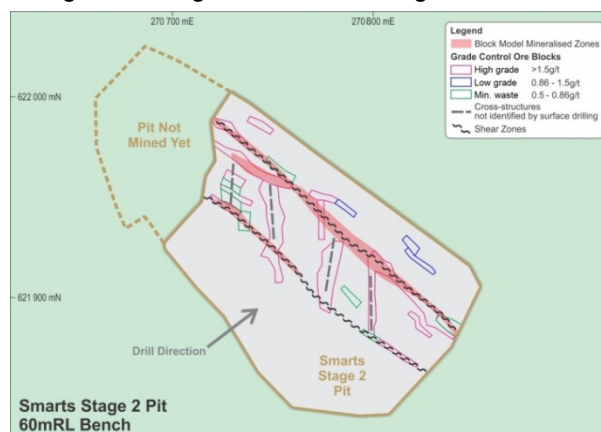 270 700 mE
270 800 mE
Legend
Block Model Mineralised Zones
Grade Control Ore Blocks
High grade >1.5g/t
Low grade 0.86 - 1.5g/t
Min. waste 0.5 - 0.86g/t
Cross-structures
not identified by surface drilling
Shear Zones
622 000 mN
Pit Not
Mined Yet
621 900 mN
Drill Direction
Smarts
Stage 2
Pit
Smarts Stage 2 Pit
60mRL Bench